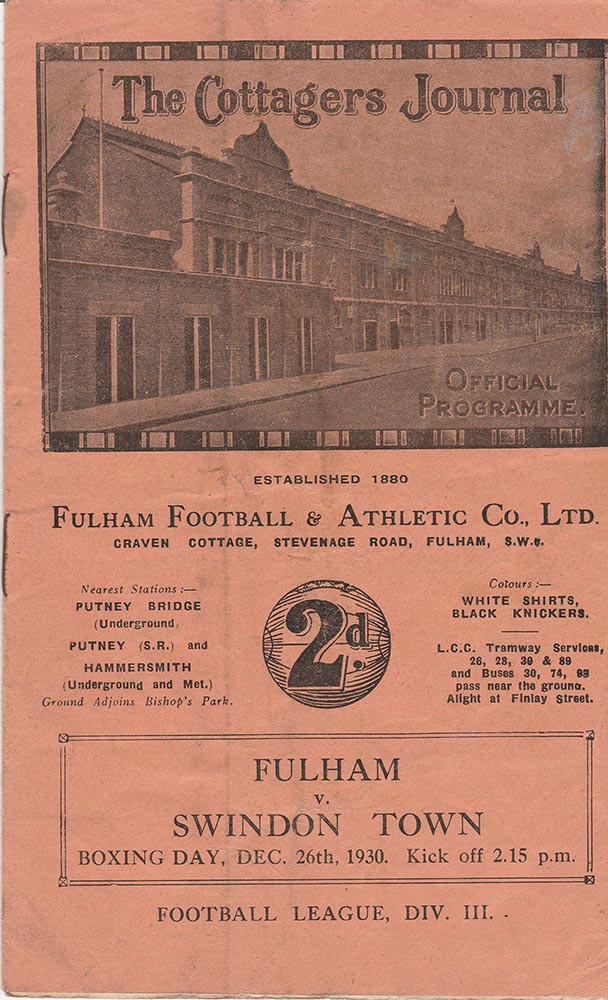 The Cottagers Journal
OFFICIAL
PROGRAMME.
ESTABLISHED 1880
FULHAM FOOTBALL & ATHLETIC CO., LTD.
CRAVEN COTTAGE, STEVENAGE ROAD, FULHAM, S.W.6.
Nearest Stations :—
PUTNEY BRIDGE
(Underground)
PUTNEY (S.R.) and
HAMMERSMITH
(Underground and Met.)
Ground Adjoins Bishop's Park.
2d.
Colours :—
WHITE SHIRTS,
BLACK KNICKERS.
L.C.C. Tramway Services,
26, 28, 30 & 89
and Buses 30, 74, 93
pass near the ground.
Alight at Finlay Street.
FULHAM
v.
SWINDON TOWN
BOXING DAY, DEC. 26th, 1930. Kick off 2.15 p.m.
FOOTBALL LEAGUE, DIV. III.